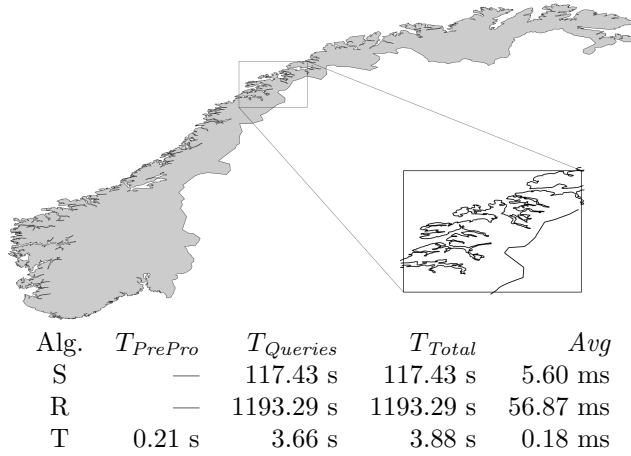 Alg. T_PrePro T_Queries T_Total Avg
S — 117.43 s 117.43 s 5.60 ms
R — 1193.29 s 1193.29 s 56.87 ms
T 0.21 s 3.66 s 3.88 s 0.18 ms